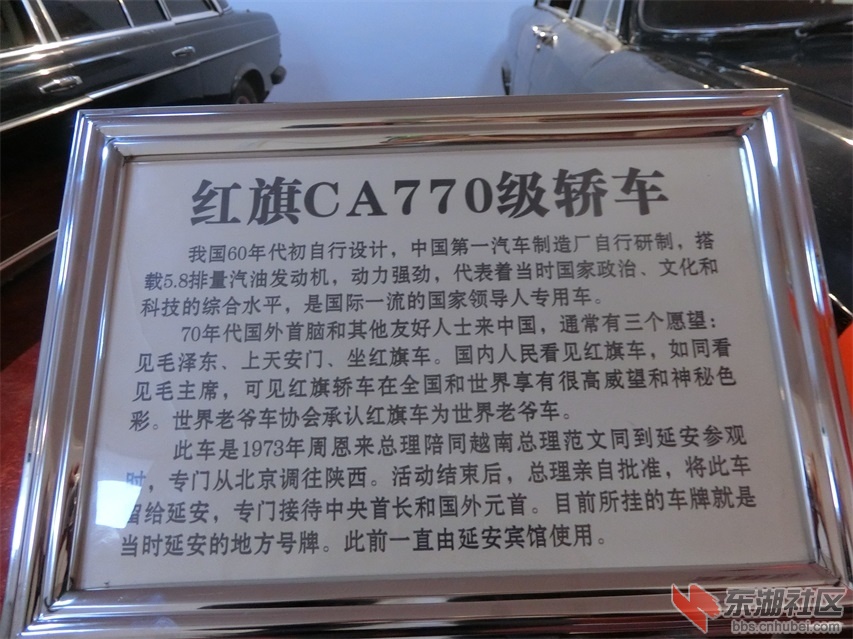 红旗CA770级轿车
我国60年代初自行设计，中国第一汽车制造厂自行研制，搭
载5.8排量汽油发动机，动力强劲，代表着当时国家政治、文化和
科技的综合水平，是国际一流的国家领导人专用车。
70年代国外首脑和其他友好人士来中国，通常有三个愿望：
见毛泽东、上天安门、坐红旗车。国内人民看见红旗车，如同看
见毛主席，可见红旗轿车在全国和世界享有很高威望和神秘色
彩。世界老爷车协会承认红旗车为世界老爷车。
此车是1973年周恩来总理陪同越南总理范文同到延安参观
时，专门从北京调往陕西。活动结束后，总理亲自批准，将此车
留给延安，专门接待中央首长和国外元首。目前所挂的车牌就是
当时延安的地方号牌。此前一直由延安宾馆使用。
东湖社区
bbs.cnhubei.com